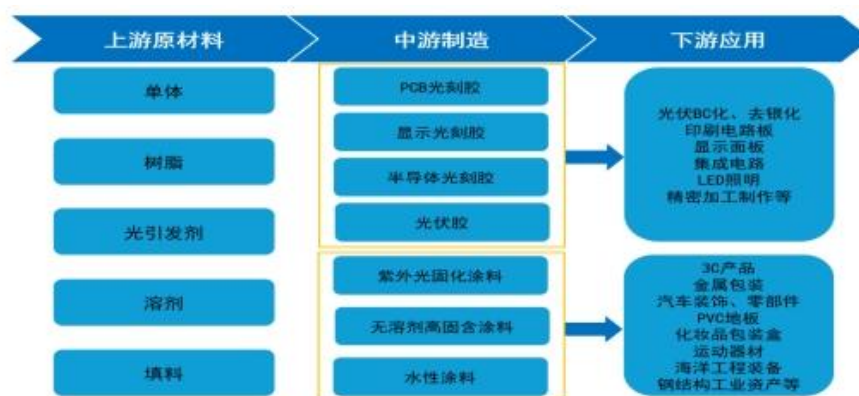 上游原材料
中游制造
下游应用
单体
树脂
光引发剂
溶剂
填料
PCB光刻胶
显示光刻胶
半导体光刻胶
光伏胶
紫外光固化涂料
无溶剂高固含涂料
水性涂料
光伏BC化、去银化
印刷电路板
显示面板
集成电路
LED照明
精密加工制作等
3C产品
金属包装
汽车装饰、零部件
PVC地板
化妆品包装盒
运动器材
海洋工程装备
钢结构工业资产等